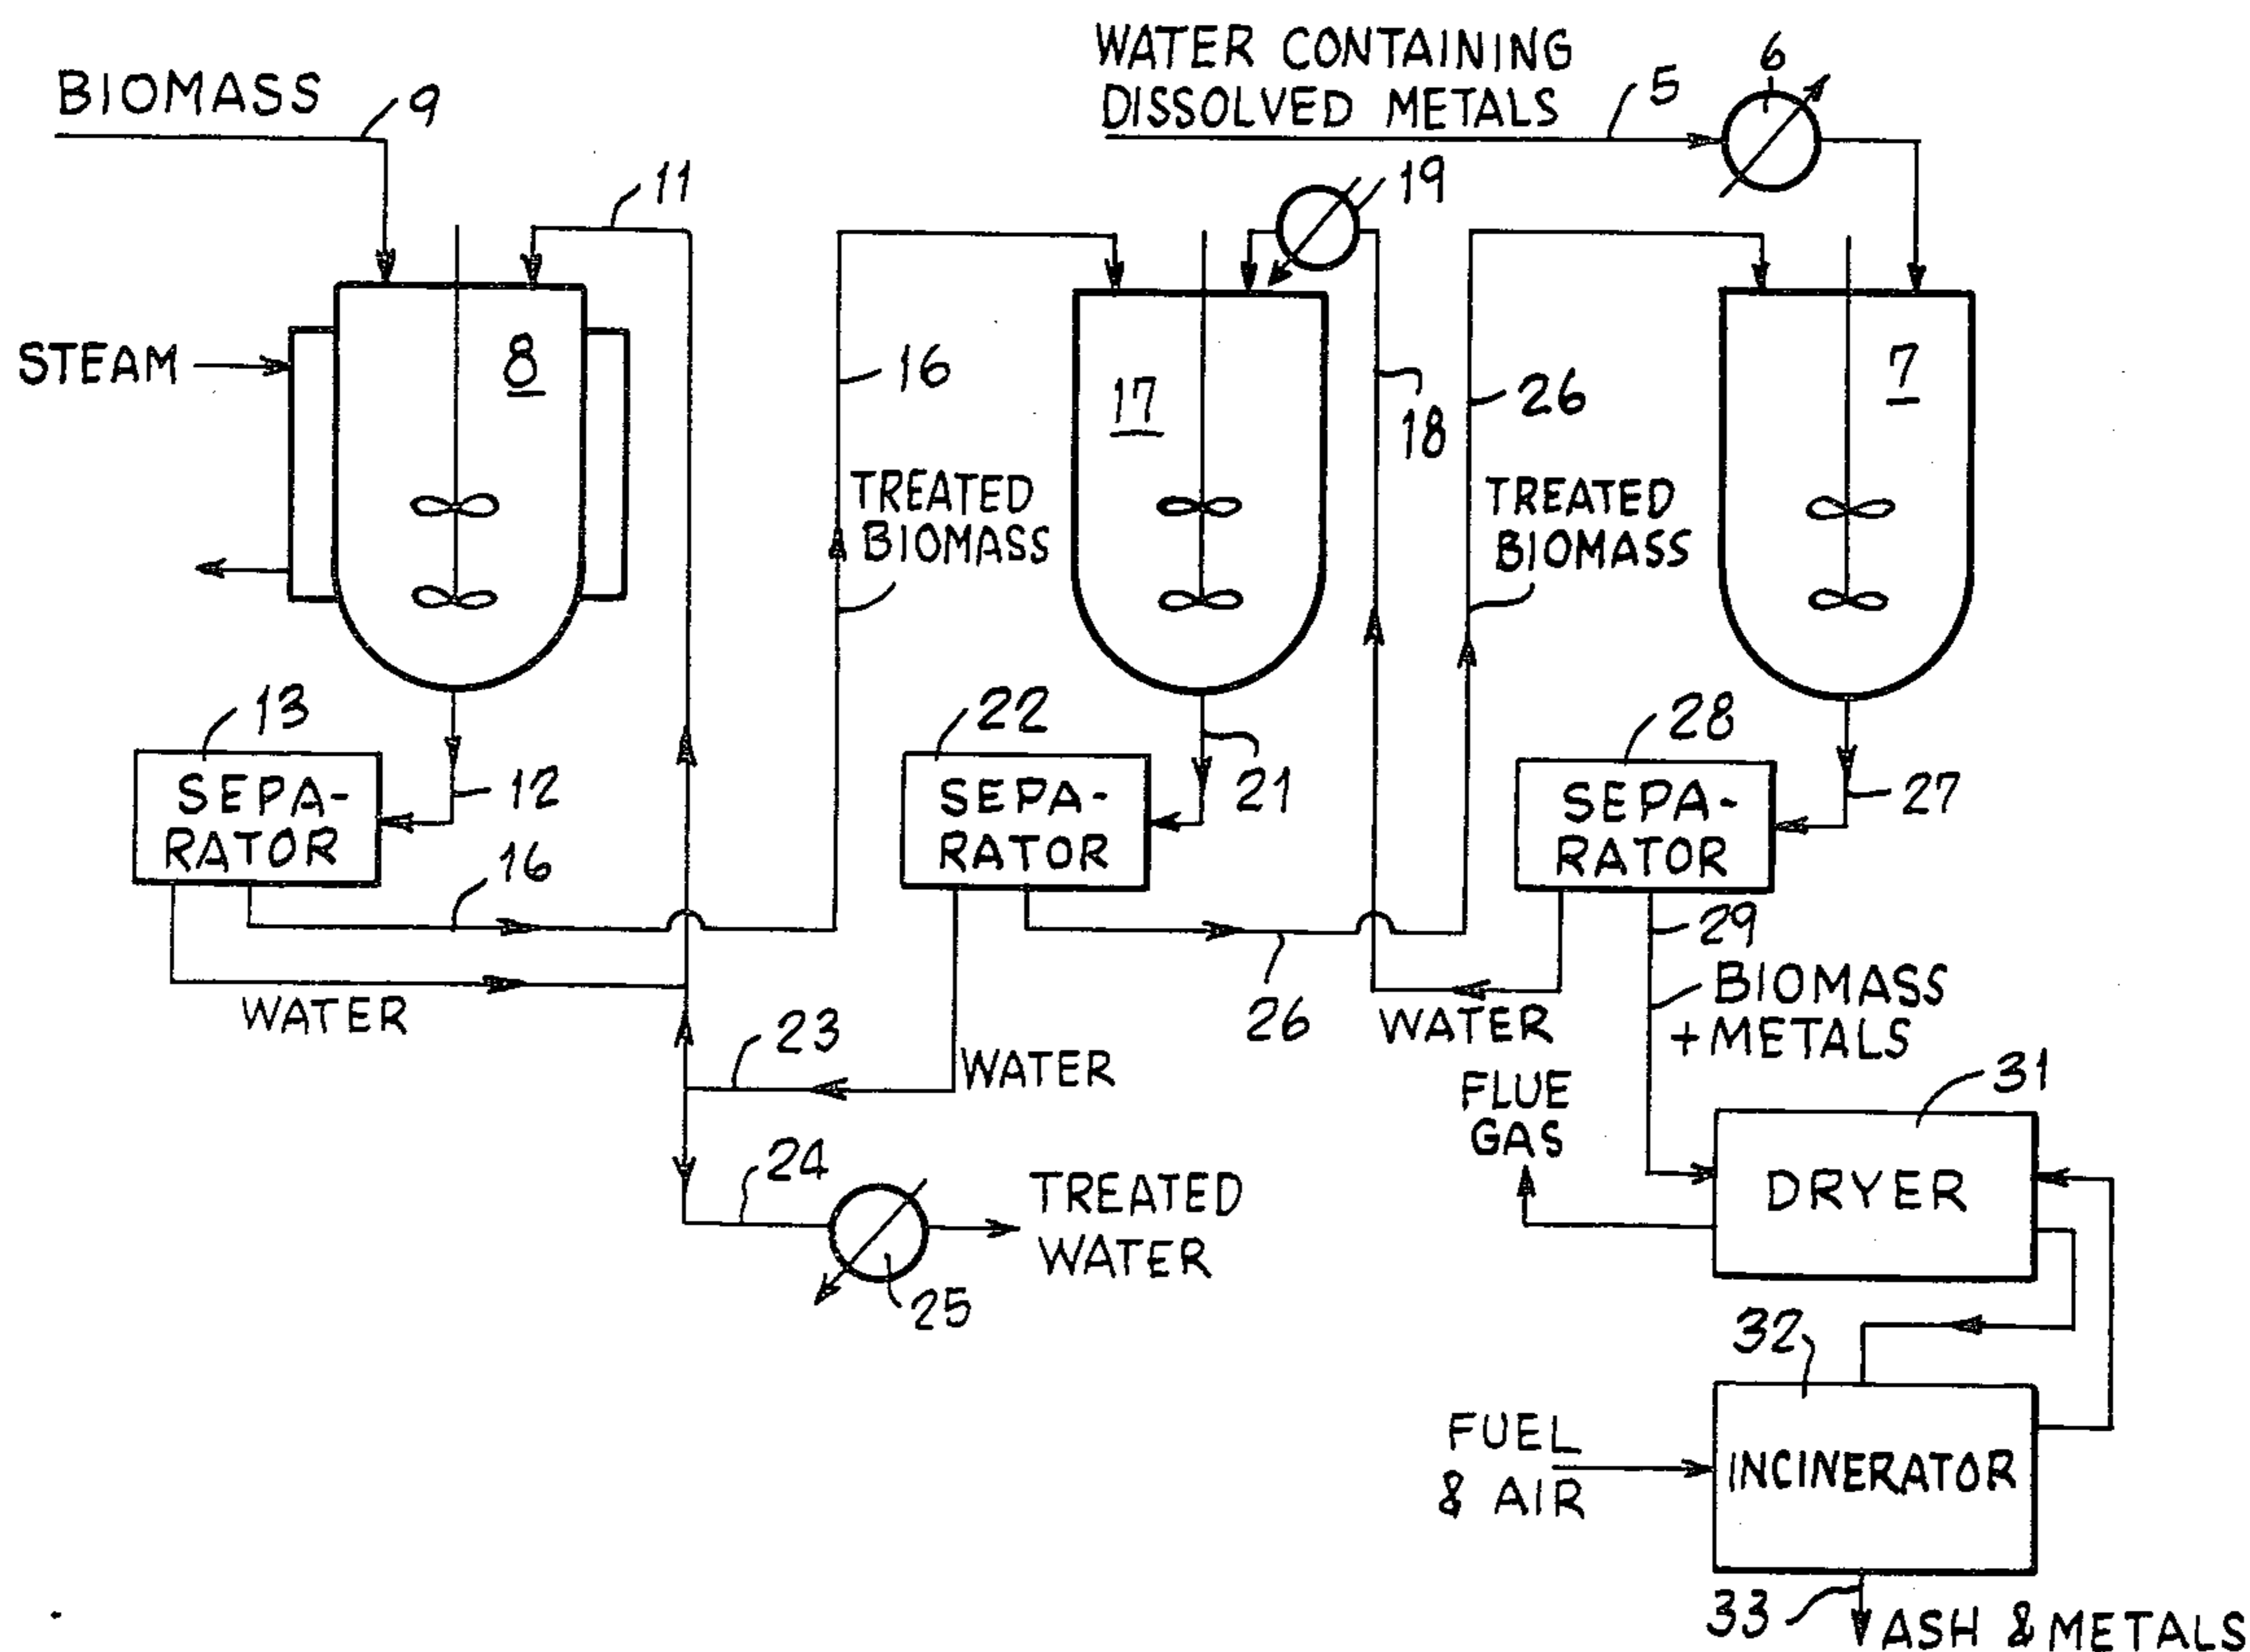 BIOMASS
9
WATER CONTAINING
DISSOLVED METALS
5
6
11
19
STEAM
8
16
17
18
26
7
TREATED
BIOMASS
TREATED
BIOMASS
13
SEPA-
RATOR
12
16
22
SEPA-
RATOR
21
28
SEPA-
RATOR
27
29
WATER
23
WATER
26
WATER
BIOMASS
+ METALS
FLUE
GAS
31
DRYER
24
TREATED
WATER
25
32
FUEL
& AIR
INCINERATOR
33
ASH & METALS